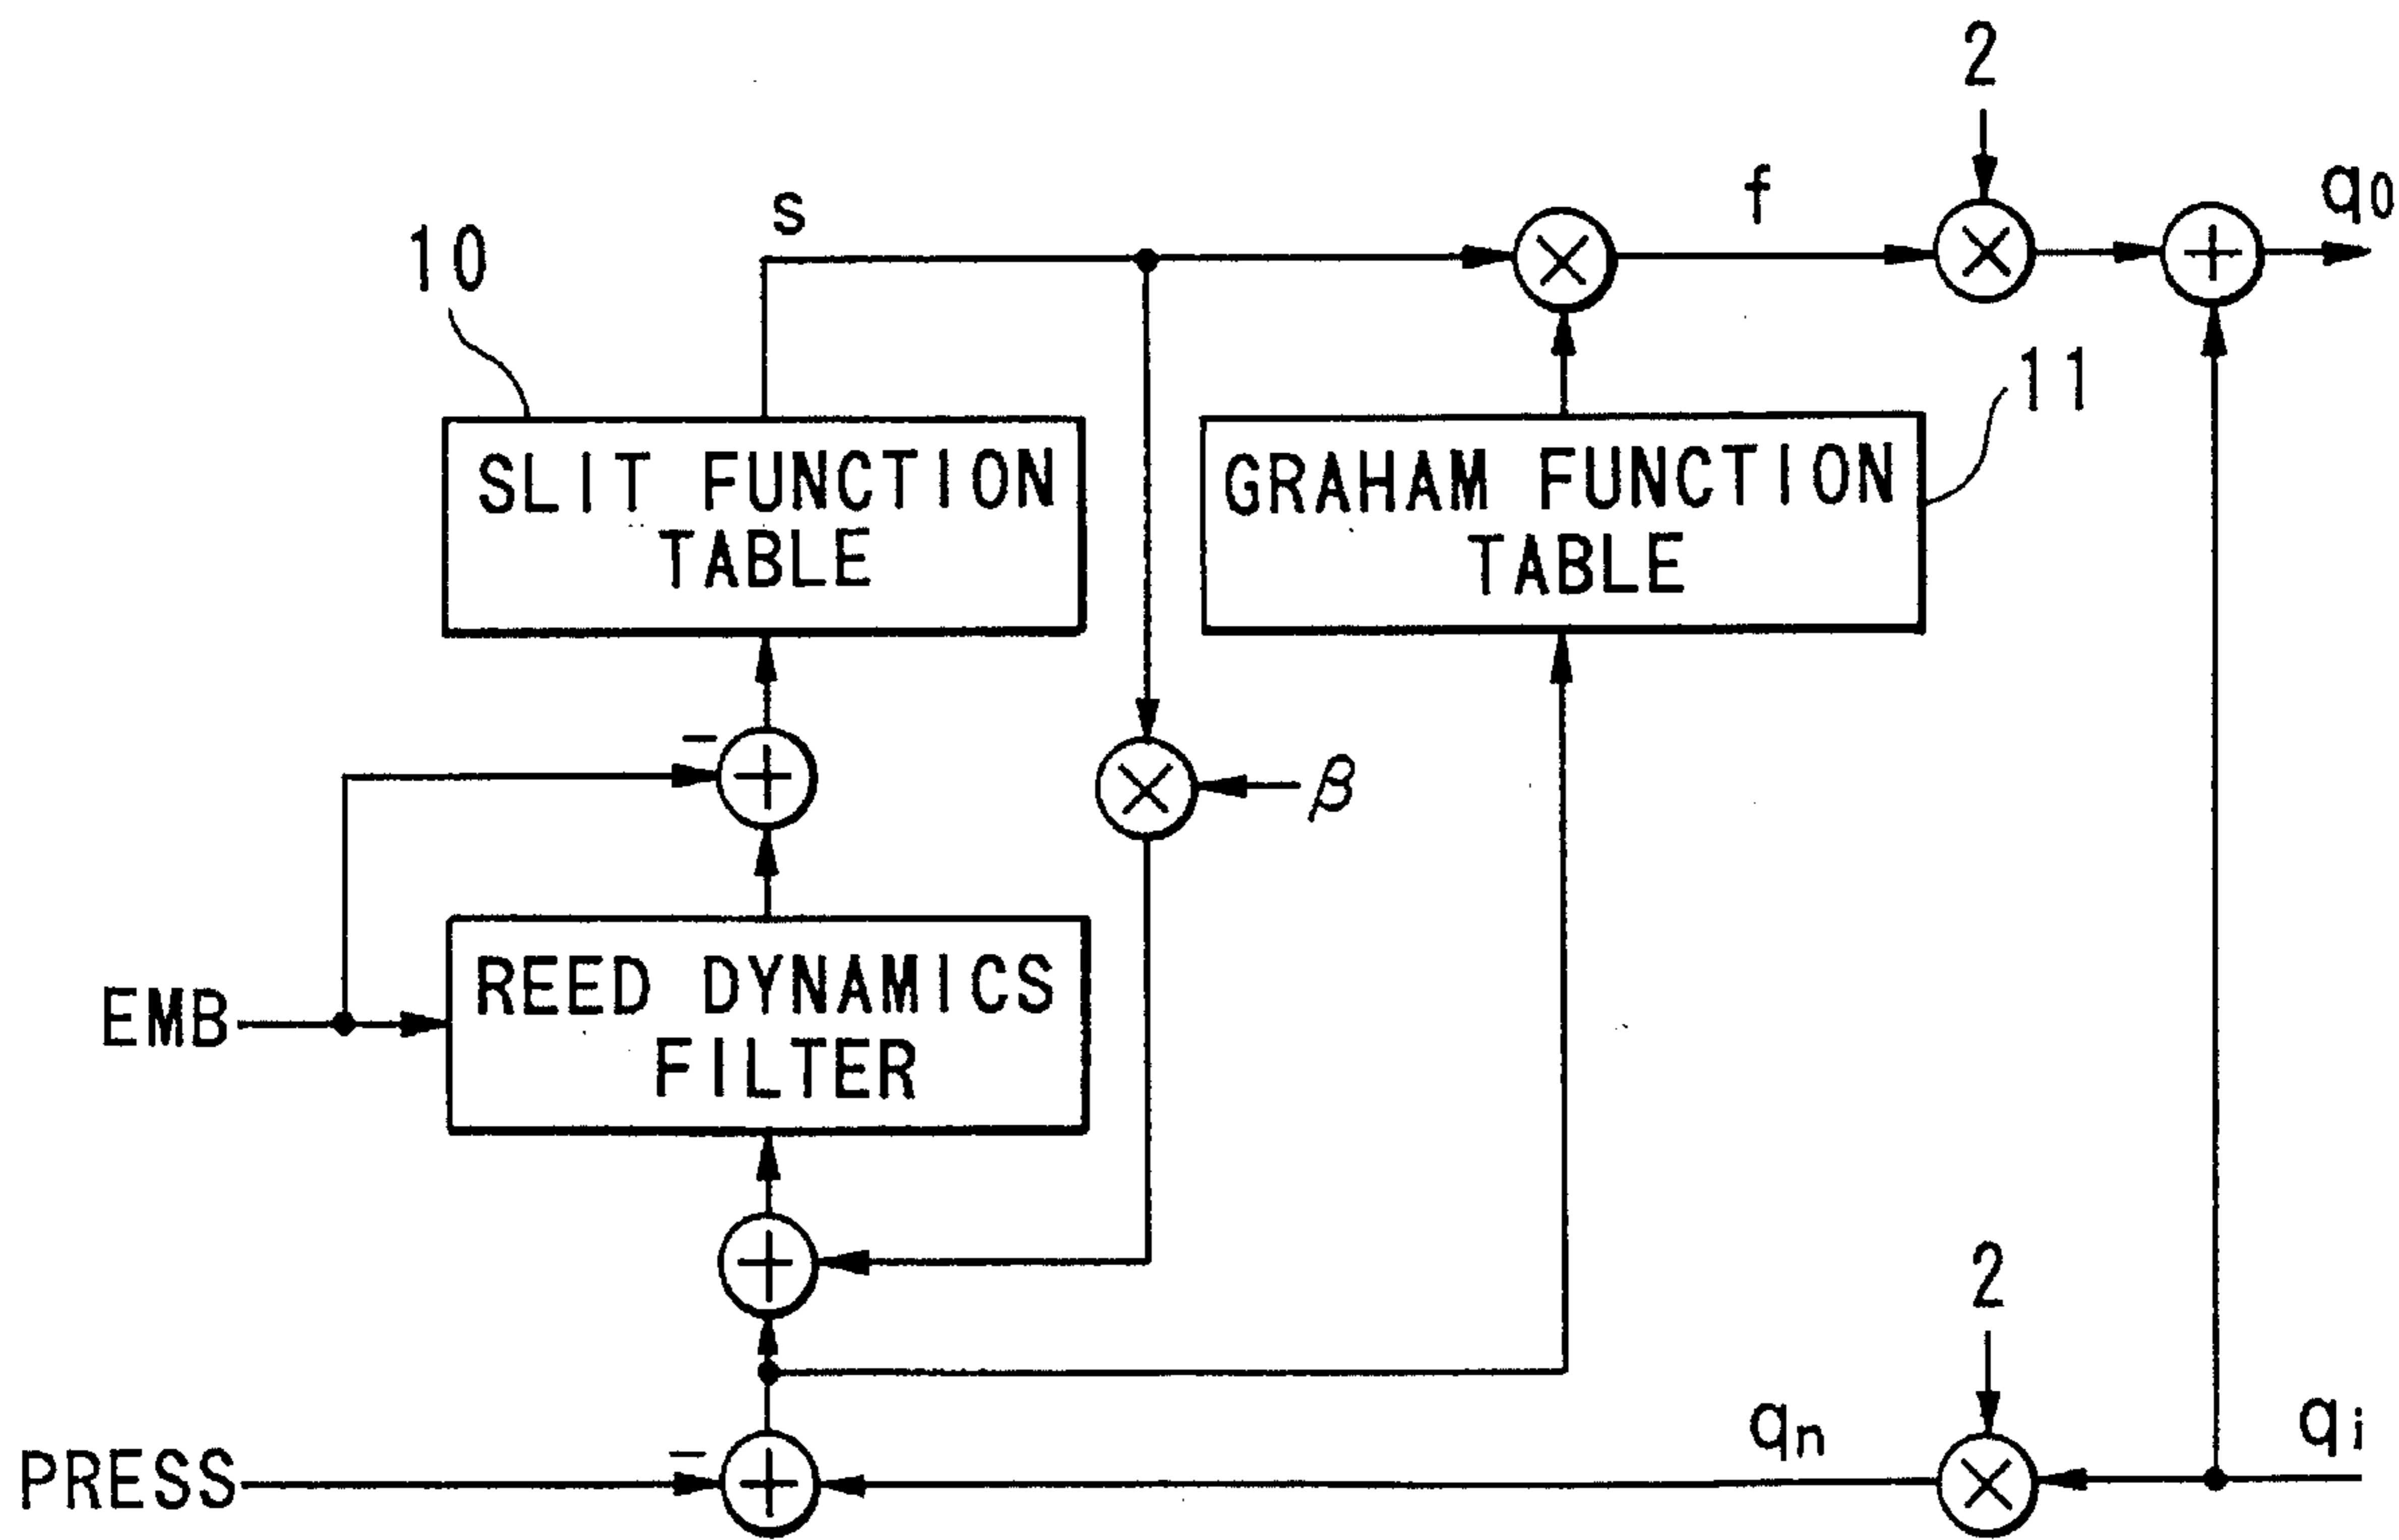 2
s
f
q0
10
11
SLIT FUNCTION
TABLE
GRAHAM FUNCTION
TABLE
-
β
REED DYNAMICS
FILTER
EMB
2
-
qn
qi
PRESS